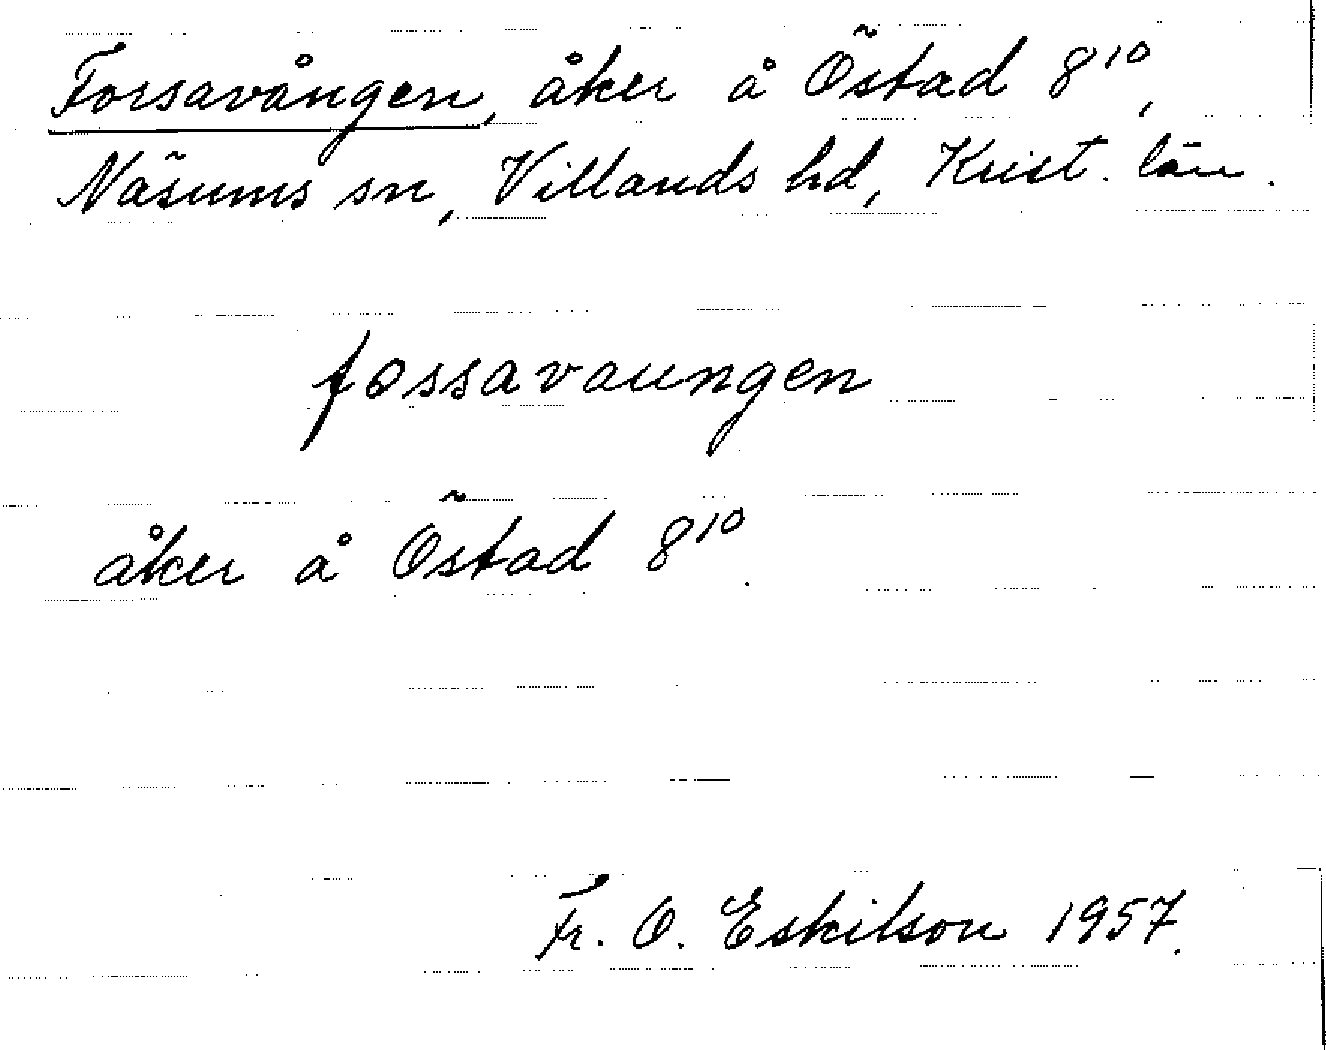 Forsavången, åker å Östad 8¹⁰,
Näsums sn, Villands hd, Krist. län.
fossavaungen
åker å Östad 8¹⁰.
Fr. O. Eskilson 1957.